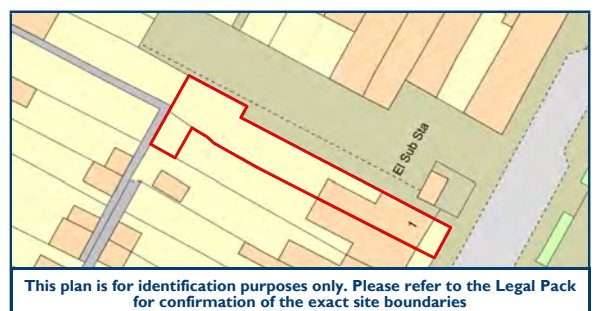 El Sub Sta
1
This plan is for identification purposes only. Please refer to the Legal Pack
for confirmation of the exact site boundaries